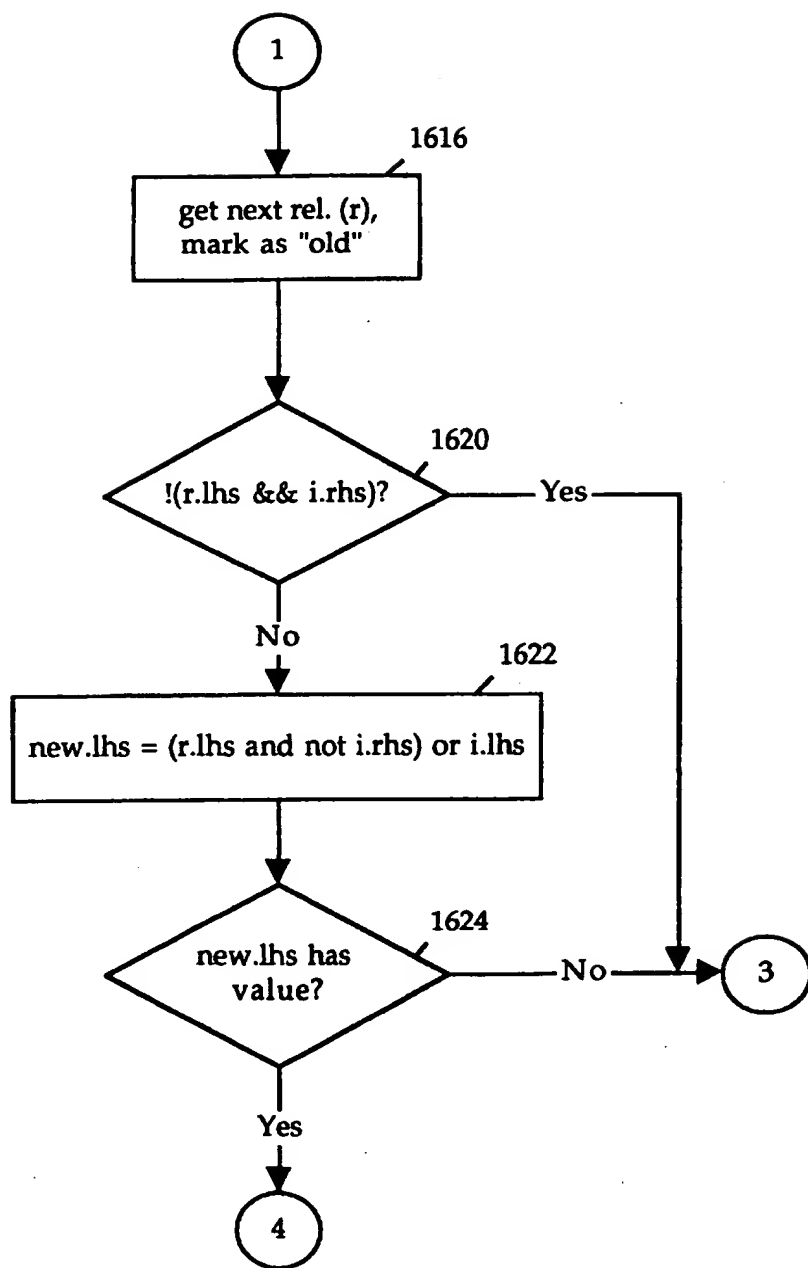 1
1616
get next rel. (r),
mark as "old"
1620
!(r.lhs && i.rhs)?
Yes
No
1622
new.lhs = (r.lhs and not i.rhs) or i.lhs
1624
new.lhs has
value?
No
3
Yes
4